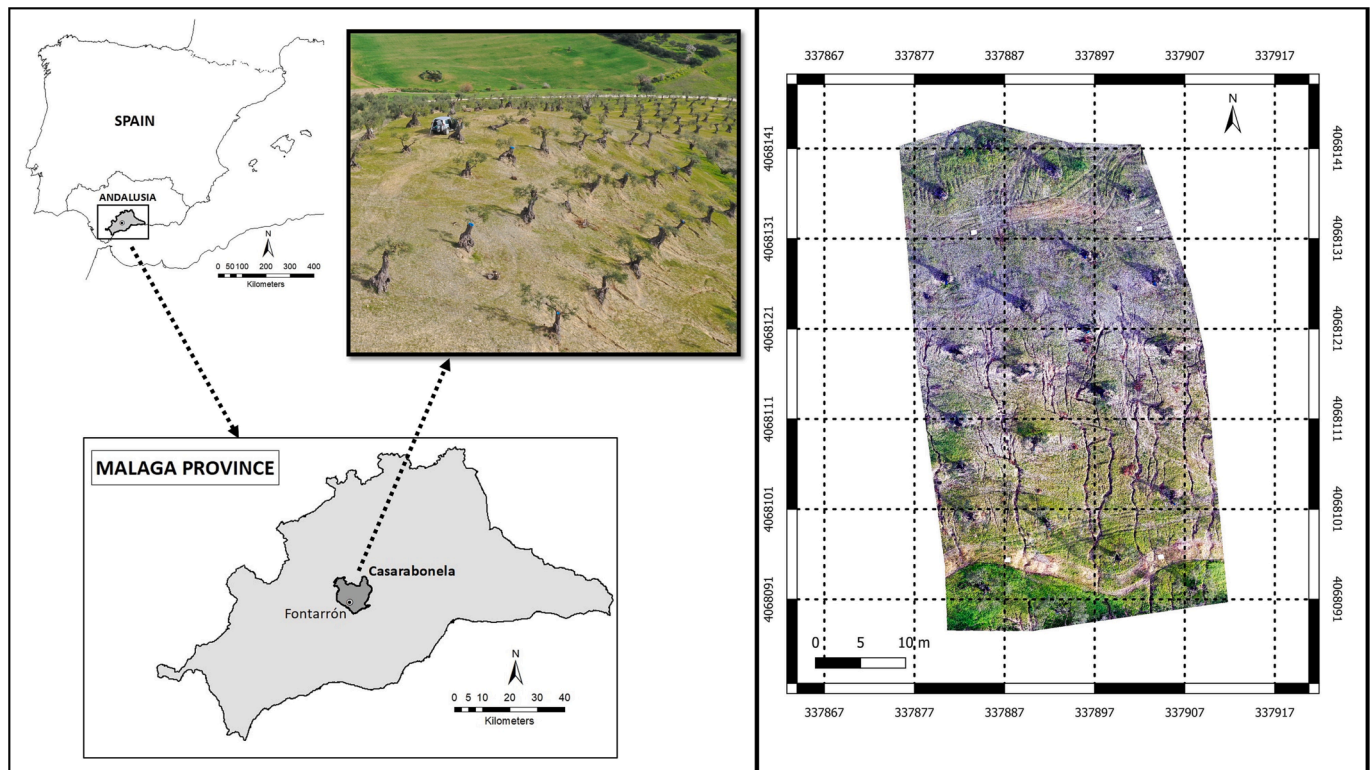 SPAIN
ANDALUSIA
N
0 50 100 200 300 400
Kilometers
MALAGA PROVINCE
Casarabonela
Fontarrón
N
0 5 10 20 30 40
Kilometers
337867 337877 337887 337897 337907 337917
N
4068141 4068141
4068131 4068131
4068121 4068121
4068111 4068111
4068101 4068101
4068091 4068091
0 5 10 m
337867 337877 337887 337897 337907 337917